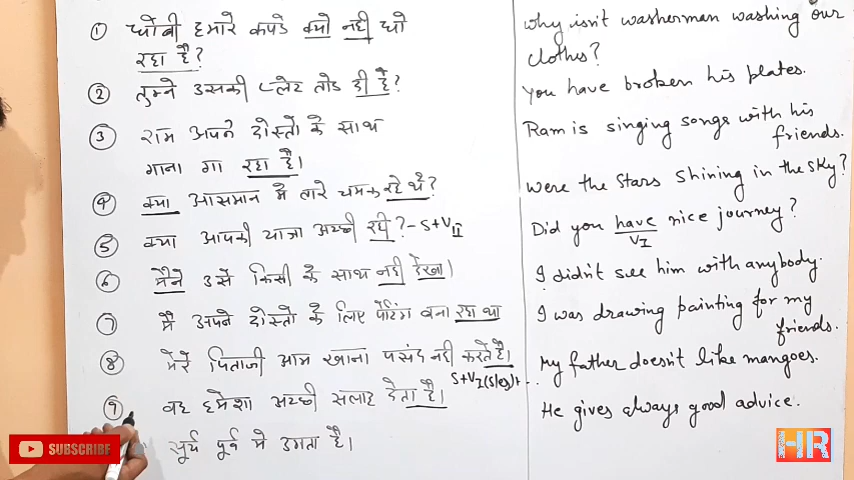 ① धोबी हमारे कपडे क्यो नही धो
रहा है?
why isn't washerman washing our
clothes?
② तुम्ने उसकी प्लेट तोड दी है?
You have broken his plates.
③ राम अपने दोस्तो के साथ
गाना गा रहा है।
Ram is singing songs with his
friends.
④ क्या आसमान मे तारे चमक रहे थे?
Were the stars shining in the sky?
⑤ क्या आपकी यात्रा अच्छी रही? - S+VII
Did you have nice journey?
VI
⑥ मैने उसे किसी के साथ नही देखा।
I didn't see him with anybody.
⑦ मै अपने दोस्तो के लिए पेटिंग बना रहा था
I was drawing painting for my
friends.
⑧ मेरे पिताजी आम खाना पसंद नही करते है।
My father doesn't like mangoes.
S+VI(s/es)+...
⑨ वह हमेशा अच्छी सलाह देता है।
He gives always good advice.
सूर्य पूर्व मे उगता है।
SUBSCRIBE
HR